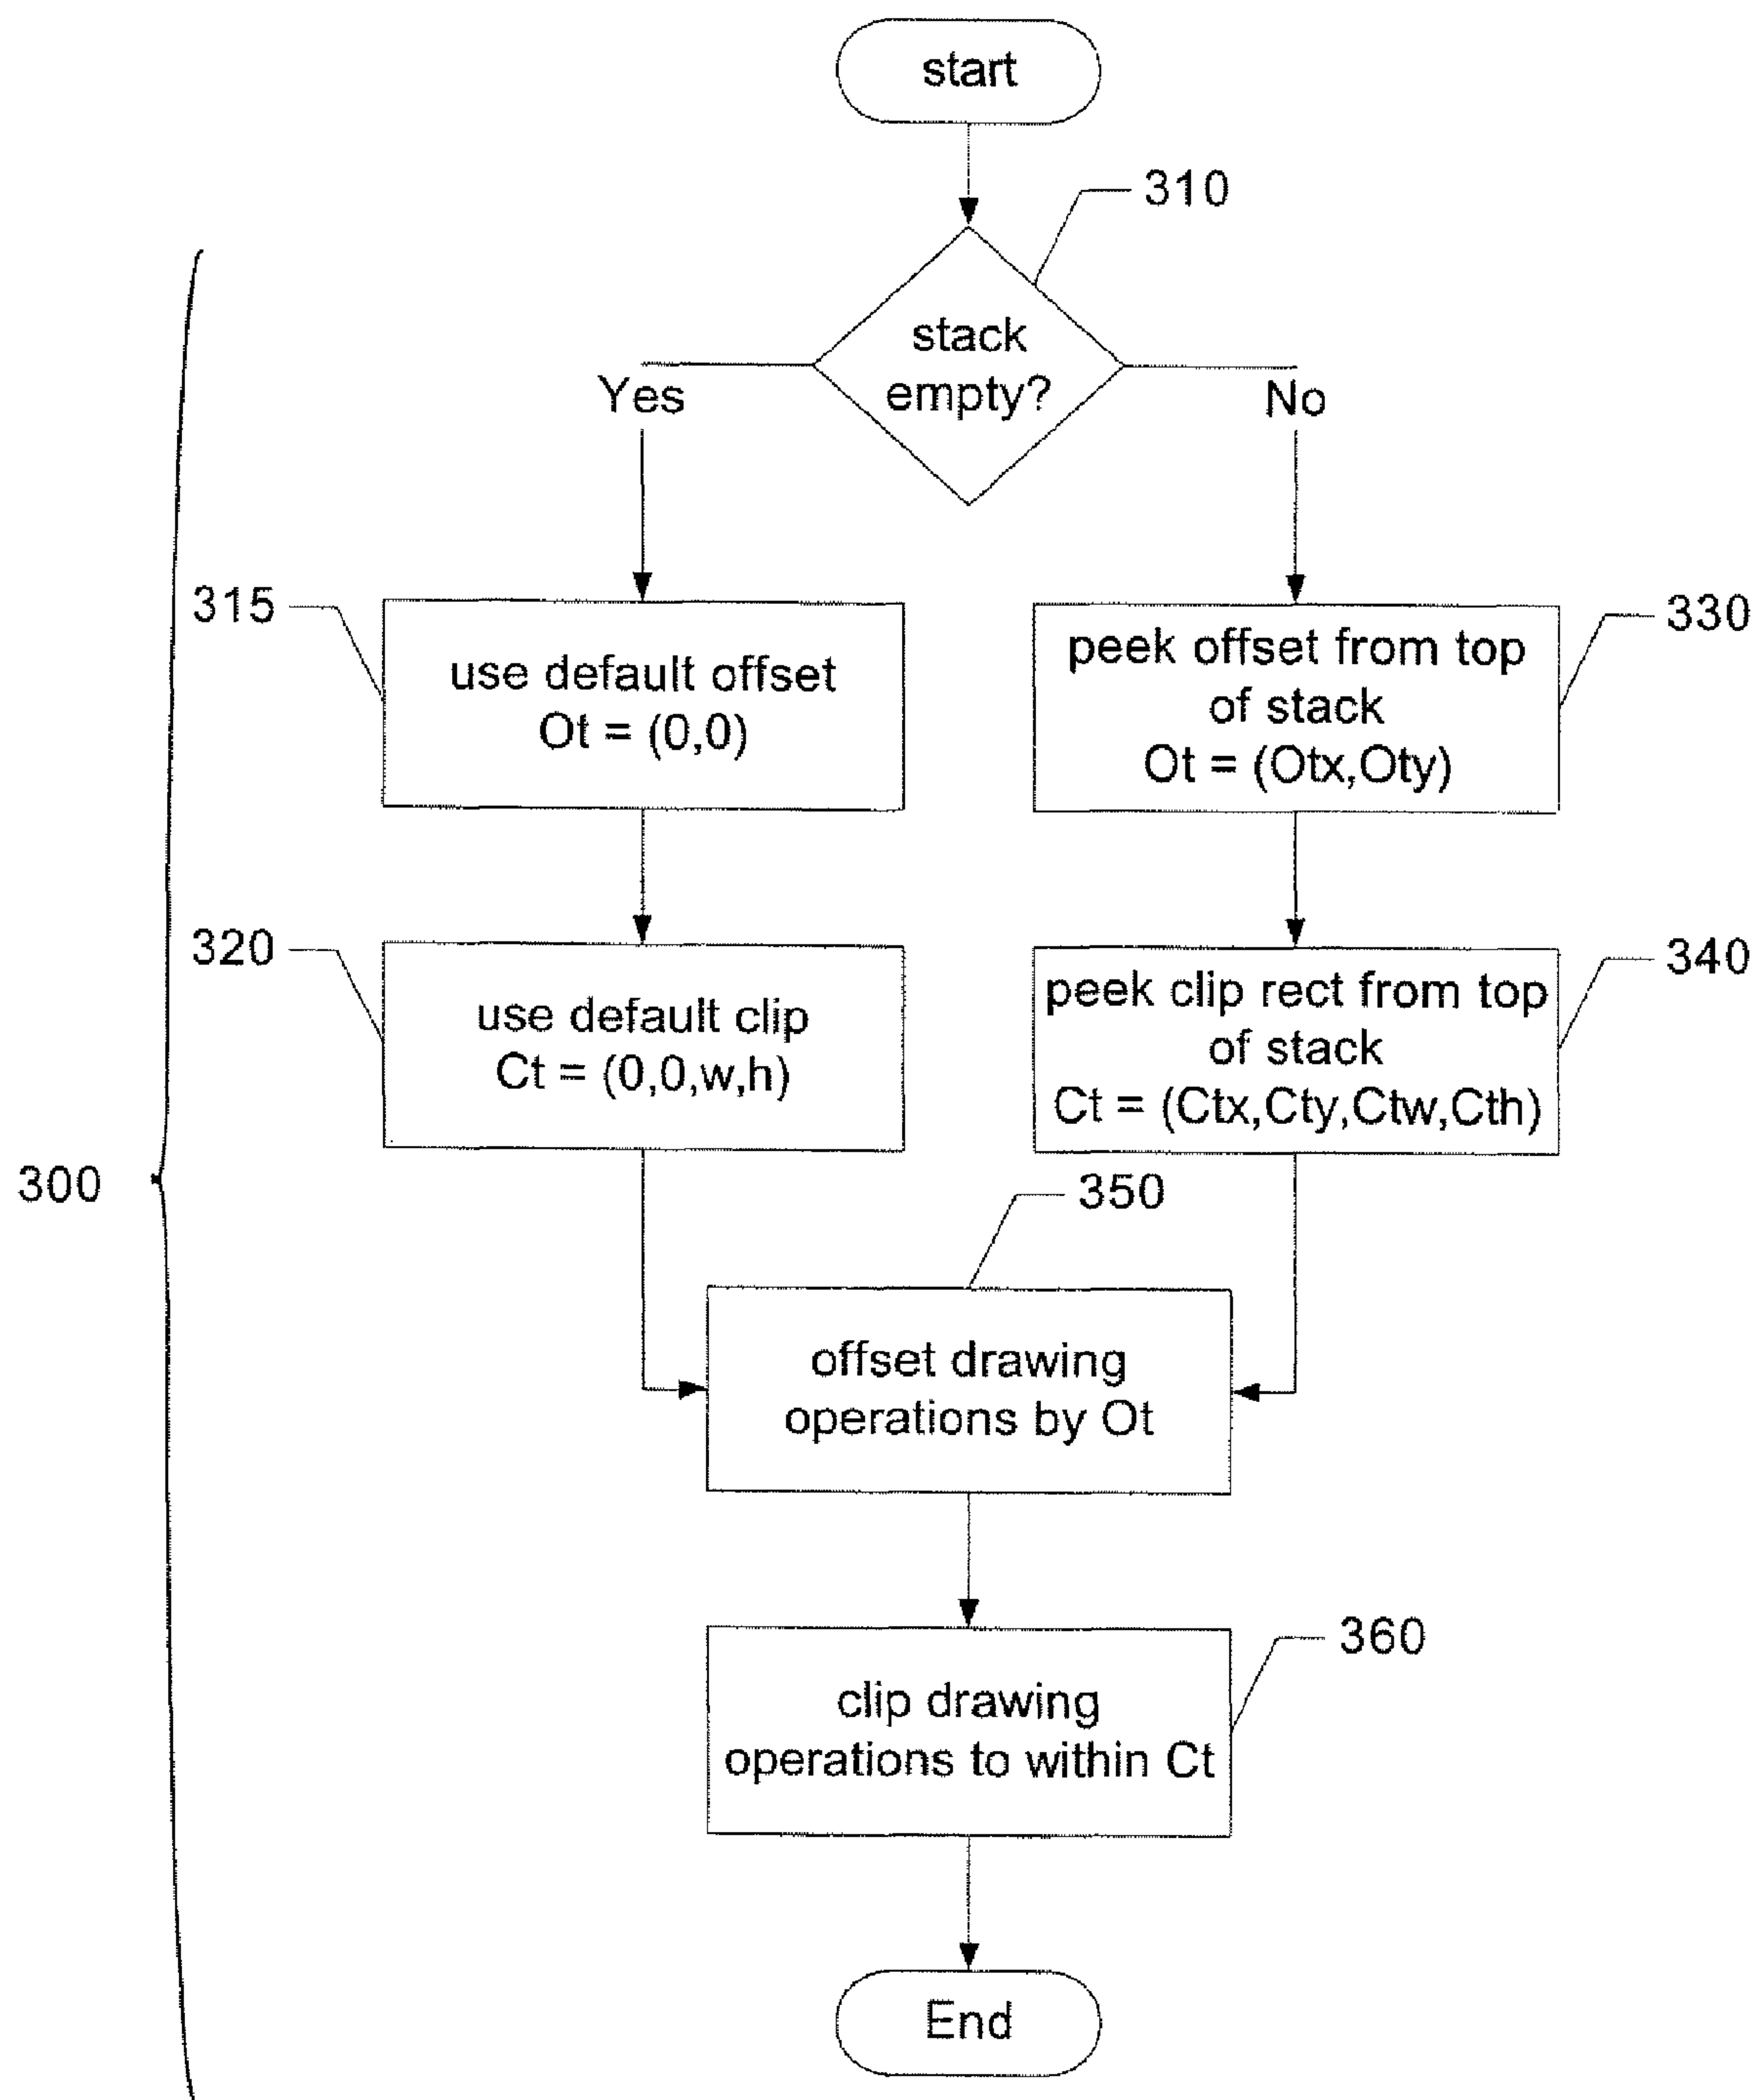 start
310
stack
empty?
Yes
No
315
use default offset
Ot = (0,0)
330
peek offset from top
of stack
Ot = (Otx,Oty)
320
use default clip
Ct = (0,0,w,h)
340
peek clip rect from top
of stack
Ct = (Ctx,Cty,Ctw,Cth)
300
350
offset drawing
operations by Ot
360
clip drawing
operations to within Ct
End